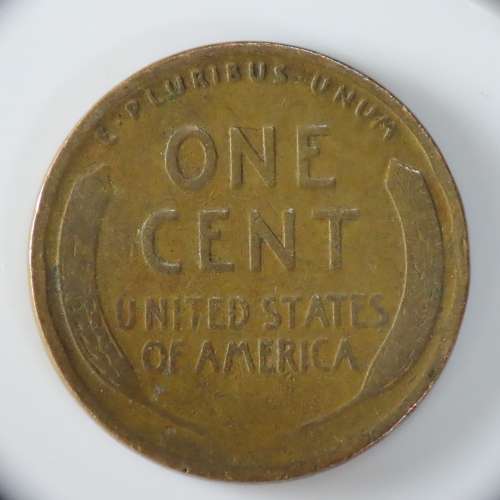 E·PLURIBUS·UNUM
ONE
CENT
UNITED STATES
OF AMERICA